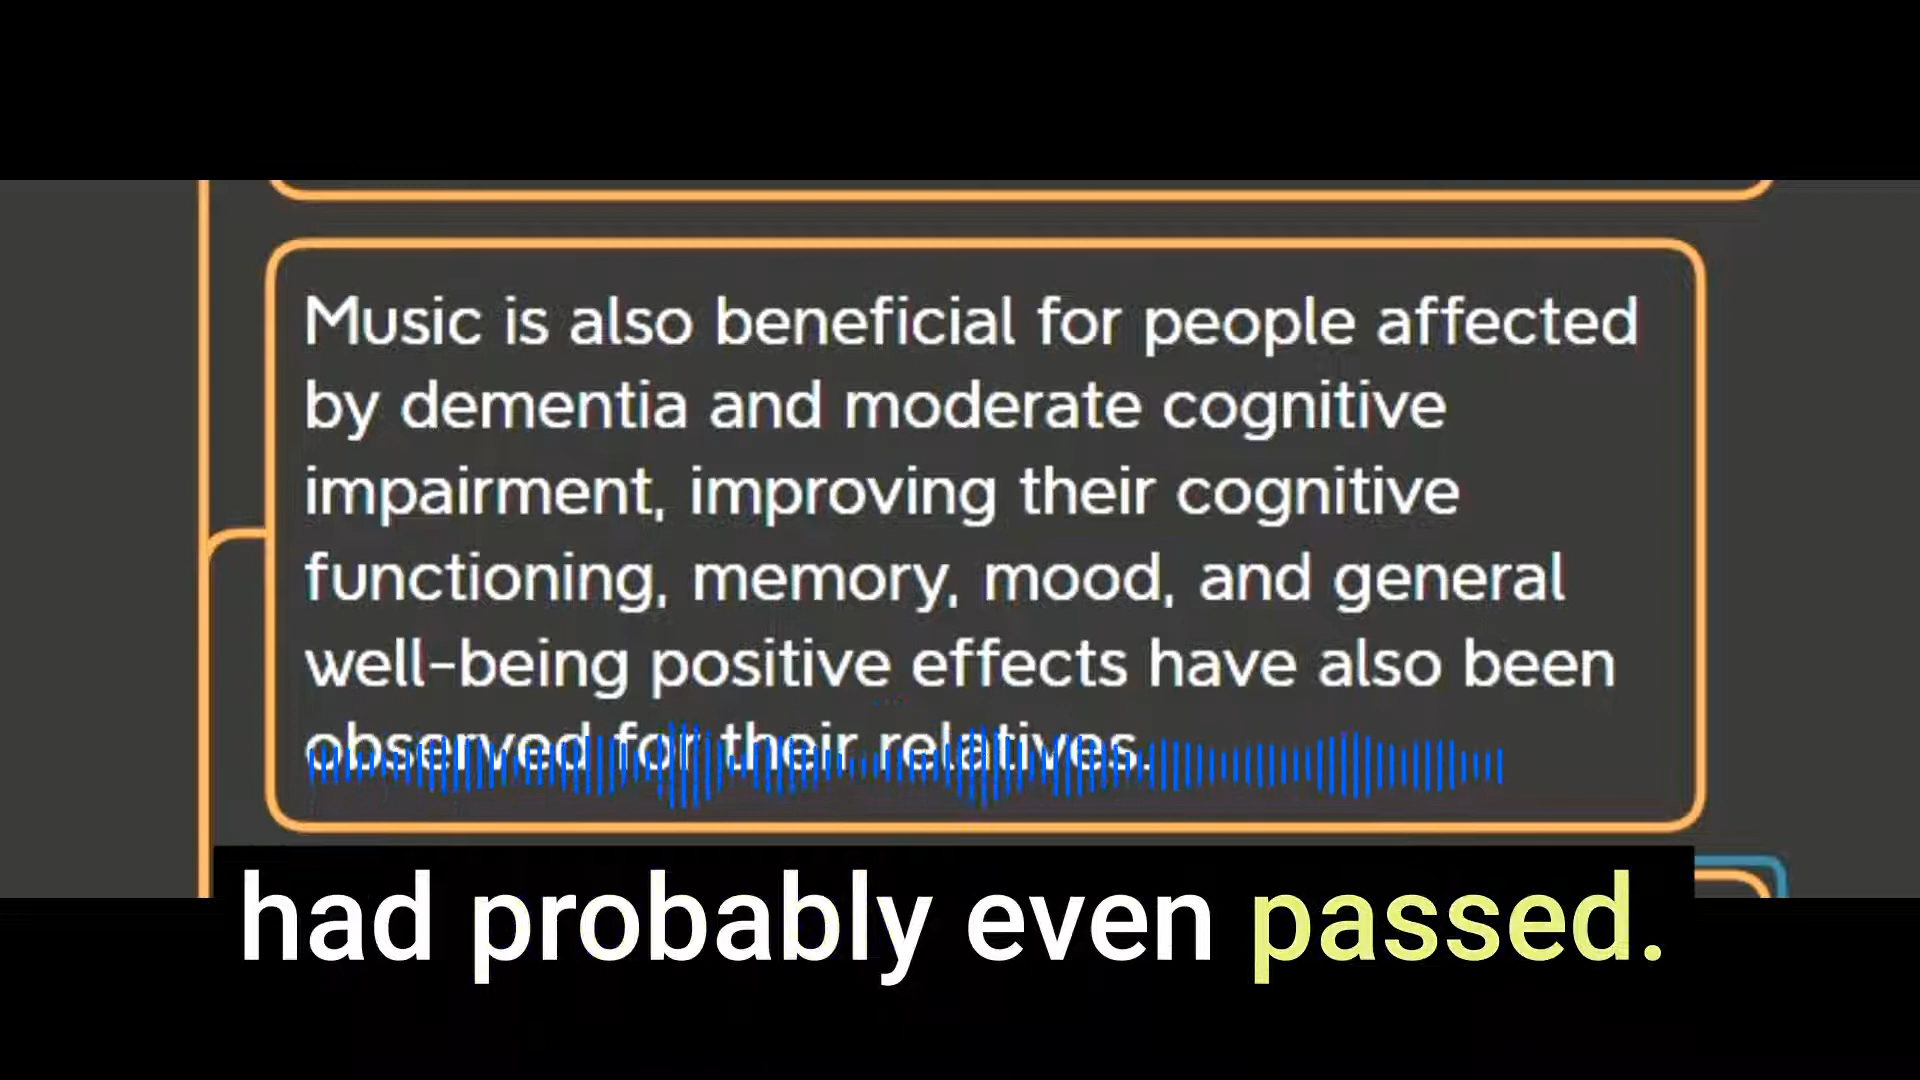 Music is also beneficial for people affected
by dementia and moderate cognitive
impairment, improving their cognitive
functioning, memory, mood, and general
well-being positive effects have also been
observed for their relatives.
had probably even passed.